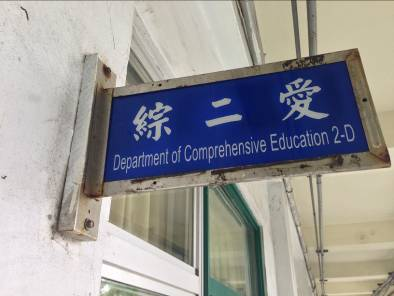 綜二愛
Department of Comprehensive Education 2-D